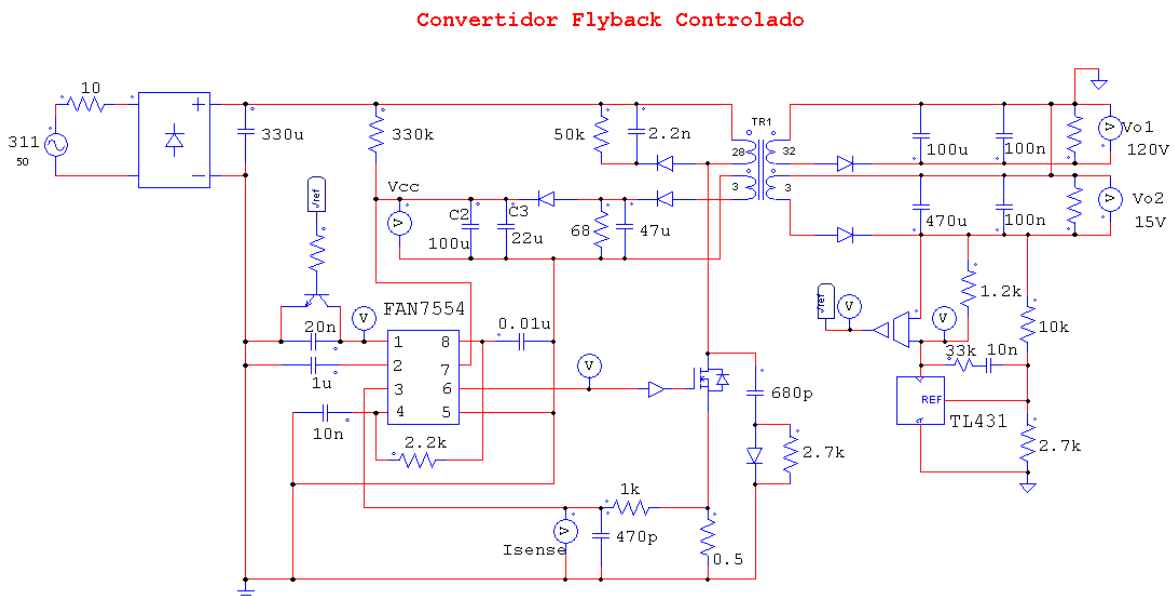 Convertidor Flyback Controlado
10
311
50
330u
330k
50k
2.2n
TR1
28
32
3
3
100u
100n
V
Vo1
120V
Vcc
V
C2
100u
C3
22u
68
47u
470u
100n
V
Vo2
15V
Vref
FAN7554
20n
V
1u
10n
1
2
3
4
8
7
6
5
0.01u
2.2k
V
680p
2.7k
Vref
V
V
1.2k
10k
33k
10n
REF
TL431
2.7k
1k
V
Isense
470p
0.5